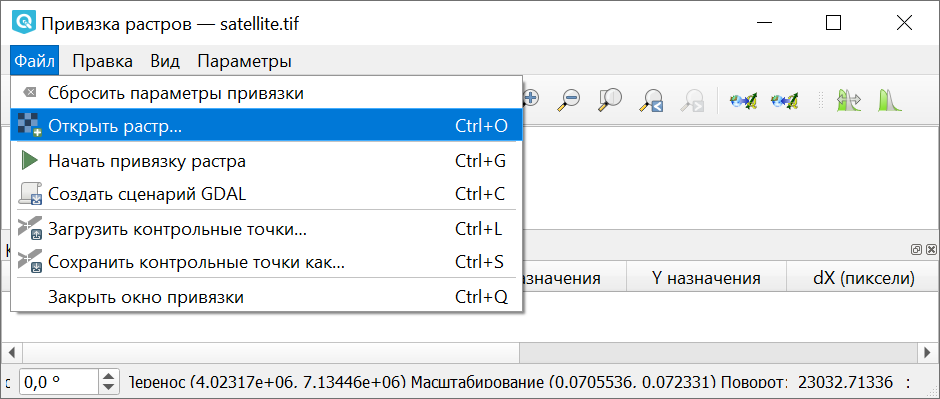 Привязка растров — satellite.tif
Файл Правка Вид Параметры
Сбросить параметры привязки
Открыть растр... Ctrl+O
Начать привязку растра Ctrl+G
Создать сценарий GDAL Ctrl+C
Загрузить контрольные точки... Ctrl+L
Сохранить контрольные точки как... Ctrl+S
Закрыть окно привязки Ctrl+Q
Y назначения dX (пиксели)
0,0 ° Перенос (4.02317e+06, 7.13446e+06) Масштабирование (0.0705536, 0.072331) Поворот: 23032,71336 :